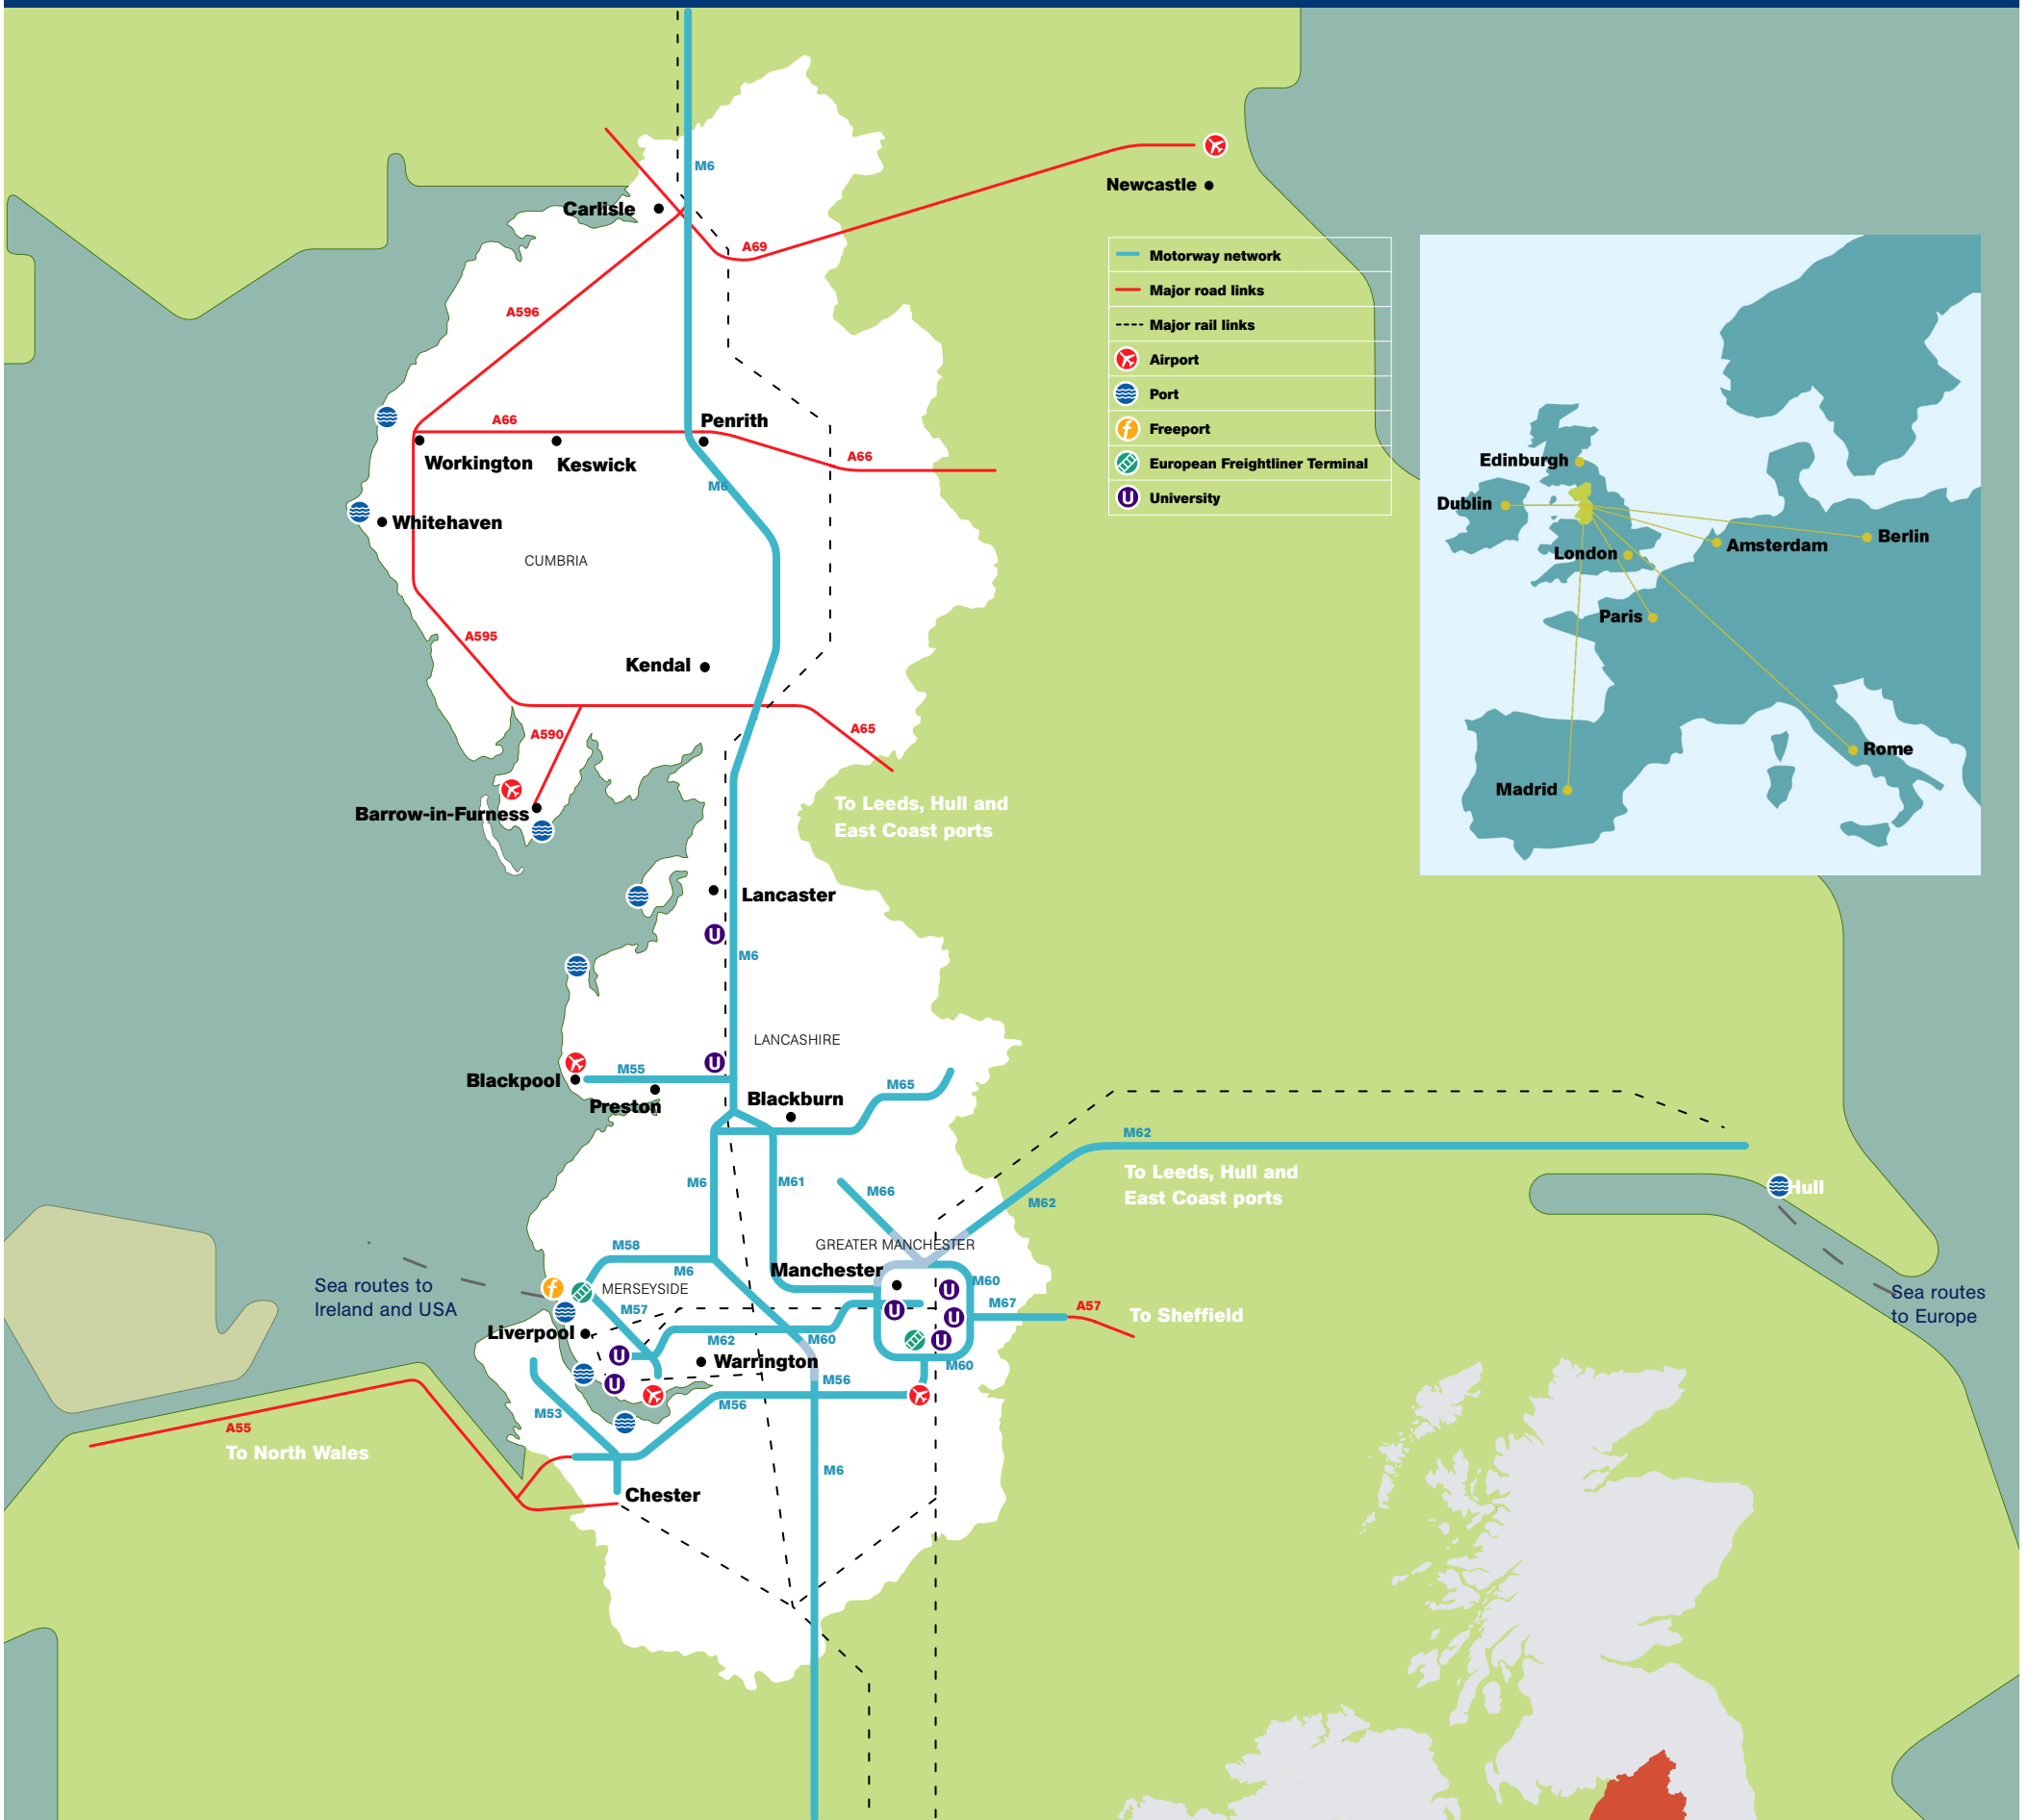 M6
Newcastle
Carlisle
A69
Motorway network
Major road links
Major rail links
Airport
Port
f Freeport
European Freightliner Terminal
U University
A596
A66
Penrith
Workington
Keswick
A66
M6
Whitehaven
CUMBRIA
A595
Kendal
A590
A65
Barrow-in-Furness
To Leeds, Hull and
East Coast ports
Edinburgh
Dublin
London
Amsterdam
Berlin
Paris
Rome
Madrid
Lancaster
U
M6
LANCASHIRE
U
Blackpool
M55
Preston
Blackburn
M65
M62
To Leeds, Hull and
East Coast ports
M6
M61
M66
M62
Hull
GREATER MANCHESTER
M58
M6
Manchester
Sea routes to
Ireland and USA
f
MERSEYSIDE
M57
M60
U
U
U
U
M67
A57
To Sheffield
Sea routes
to Europe
Liverpool
M62
M60
U
Warrington
M60
U
M56
M56
M53
A55
To North Wales
M6
Chester